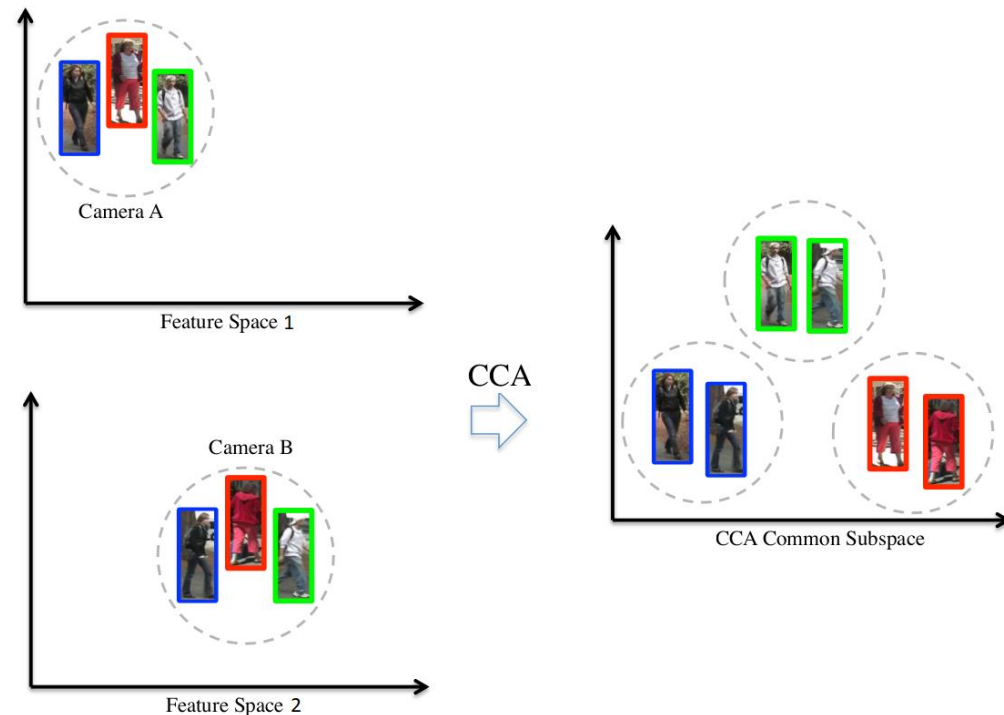 Camera A
Feature Space 1
CCA
Camera B
Feature Space 2
CCA Common Subspace